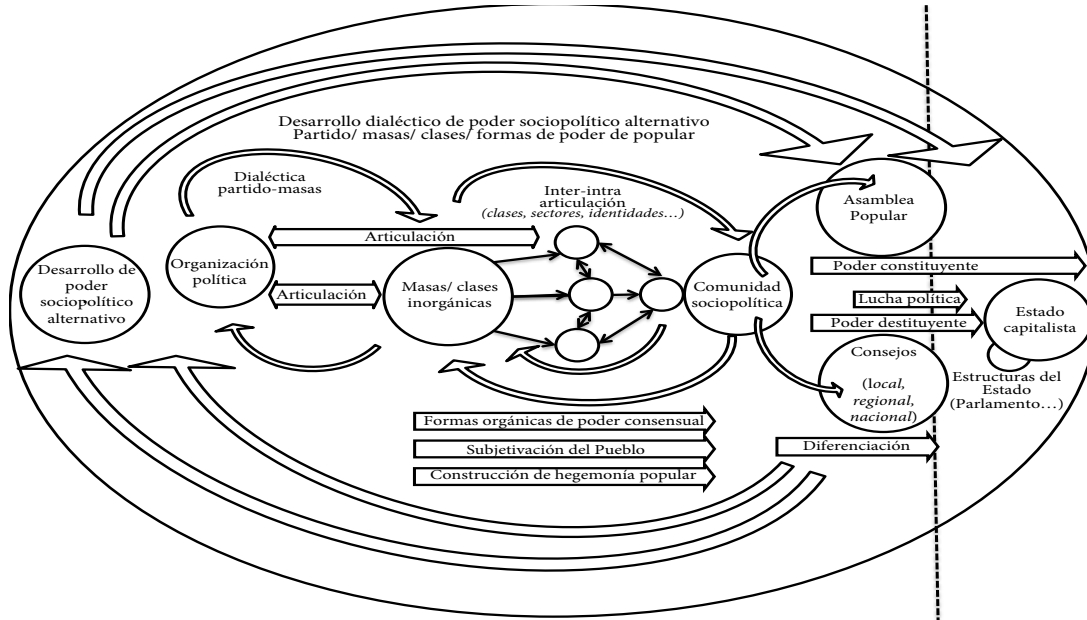 Desarrollo dialéctico de poder sociopolítico alternativo
Partido/ masas/ clases/ formas de poder de popular
Dialéctica
partido-masas
Inter-intra
articulación
(clases, sectores, identidades…)
Asamblea
Popular
Articulación
Desarrollo de
poder
sociopolítico
alternativo
Organización
política
Articulación
Masas/ clases
inorgánicas
Comunidad
sociopolítica
Poder constituyente
Lucha política
Poder destituyente
Estado
capitalista
Consejos
(local,
regional,
nacional)
Estructuras del
Estado
(Parlamento…)
Formas orgánicas de poder consensual
Subjetivación del Pueblo
Construcción de hegemonía popular
Diferenciación